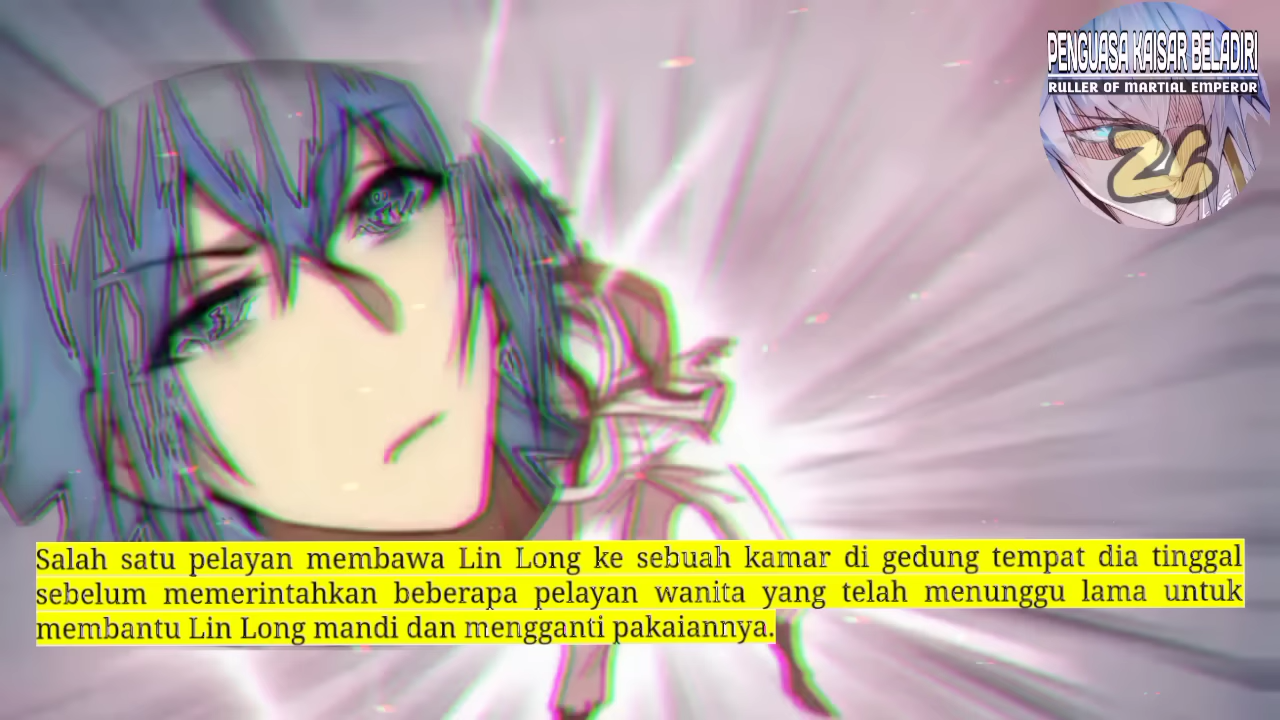 PENGUASA KAISAR BELADIRI
RULLER OF MARTIAL EMPEROR
26
Salah satu pelayan membawa Lin Long ke sebuah kamar di gedung tempat dia tinggal
sebelum memerintahkan beberapa pelayan wanita yang telah menunggu lama untuk
membantu Lin Long mandi dan mengganti pakaiannya.